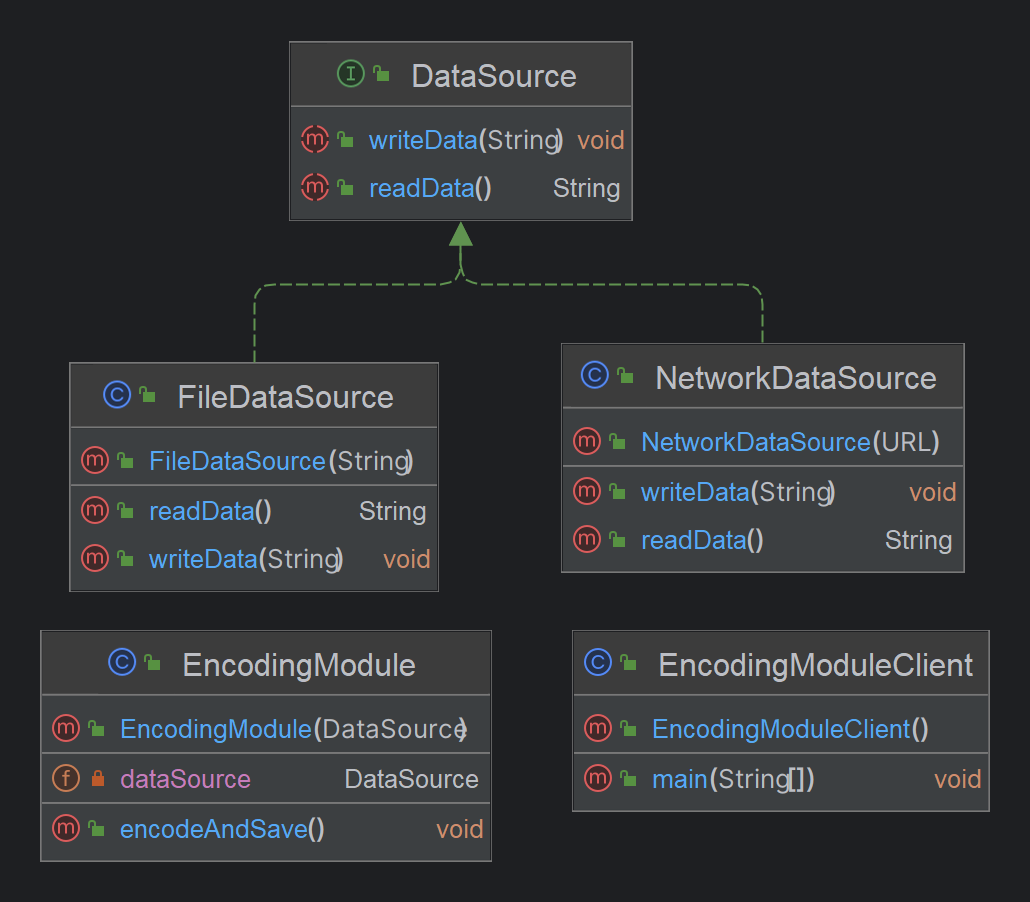 DataSource
writeData(String) void
readData() String
FileDataSource
FileDataSource(String)
readData() String
writeData(String) void
NetworkDataSource
NetworkDataSource(URL)
writeData(String) void
readData() String
EncodingModule
EncodingModule(DataSource)
dataSource DataSource
encodeAndSave() void
EncodingModuleClient
EncodingModuleClient()
main(String[]) void